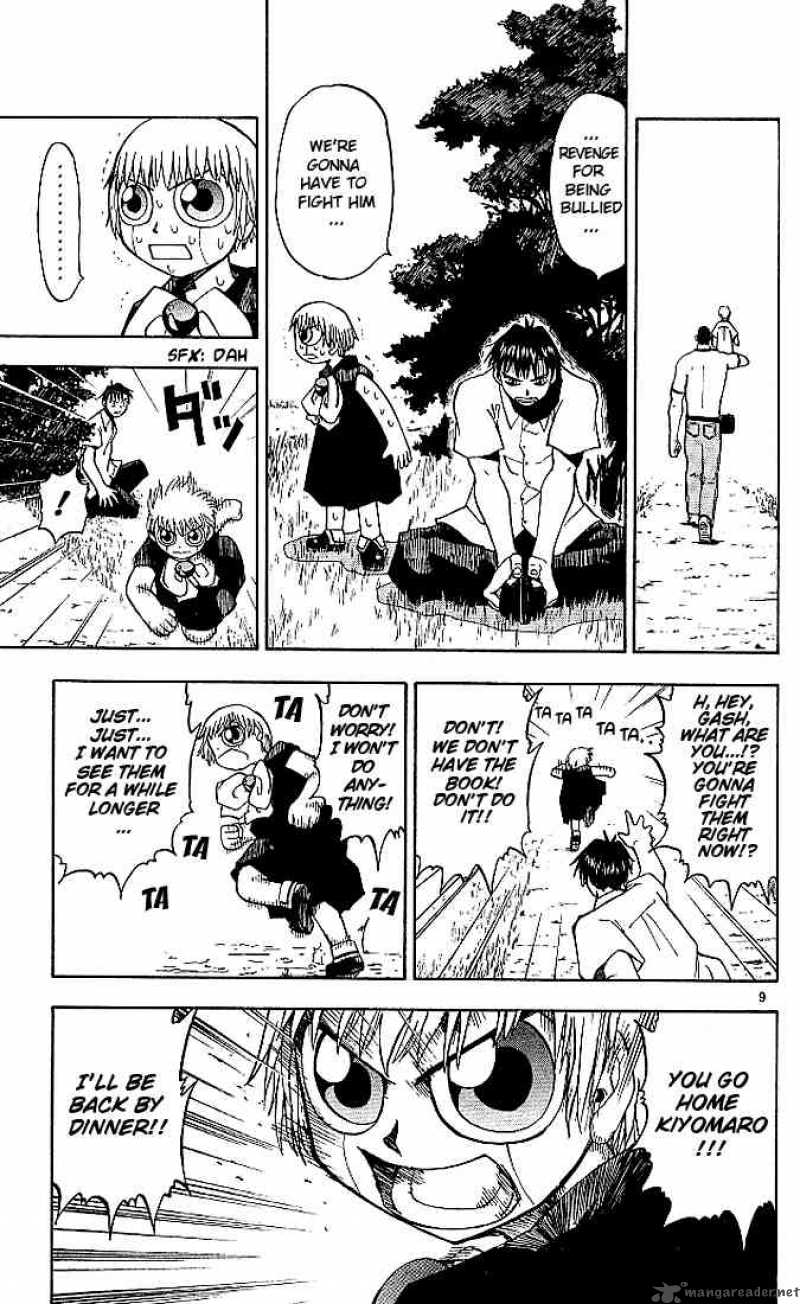 ...
REVENGE
FOR
BEING
BULLIED
...
WE'RE
GONNA
HAVE TO
FIGHT HIM
...
........
SFX: DAH
ダッ
!
H, HEY,
GASH,
WHAT ARE
YOU...!?
YOU'RE
GONNA
FIGHT
THEM
RIGHT
NOW!?
TA TA TA TA TA
DON'T!
WE DON'T
HAVE THE
BOOK!
DON'T DO
IT!!
DON'T
WORRY!
I WON'T
DO
ANY-
THING!
TA
TA
TA
TA
JUST...
JUST...
I WANT TO
SEE THEM
FOR A WHILE
LONGER
...
9
YOU GO
HOME
KIYOMARO
!!!
I'LL BE
BACK BY
DINNER!!
mangareader.net